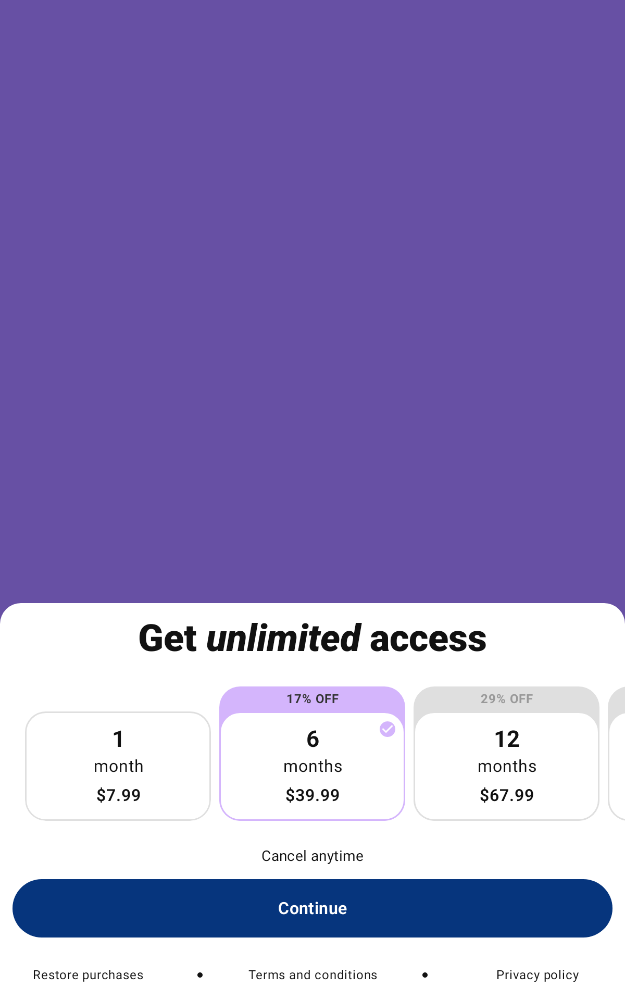 Get unlimited access
1
month
$7.99
17% OFF
6
months
$39.99
29% OFF
12
months
$67.99
Cancel anytime
Continue
Restore purchases
Terms and conditions
Privacy policy